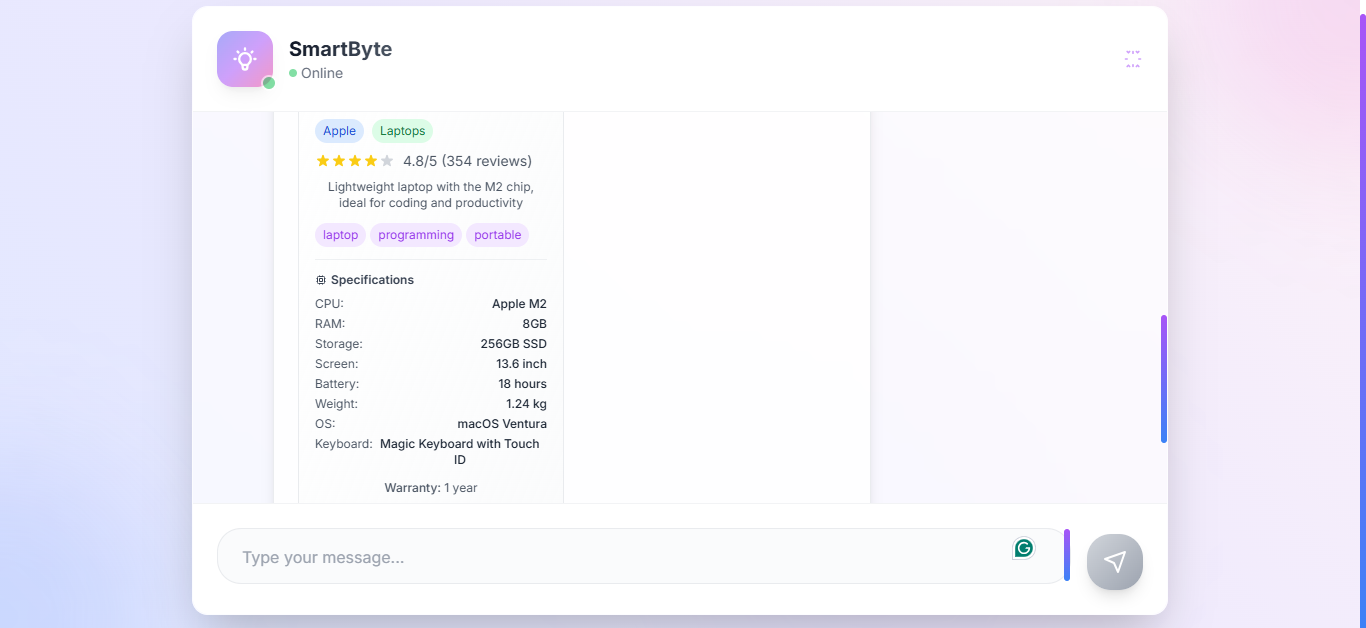 SmartByte
Online
Apple Laptops
4.8/5 (354 reviews)
Lightweight laptop with the M2 chip,
ideal for coding and productivity
laptop programming portable
Specifications
CPU: Apple M2
RAM: 8GB
Storage: 256GB SSD
Screen: 13.6 inch
Battery: 18 hours
Weight: 1.24 kg
OS: macOS Ventura
Keyboard: Magic Keyboard with Touch
ID
Warranty: 1 year
Type your message...